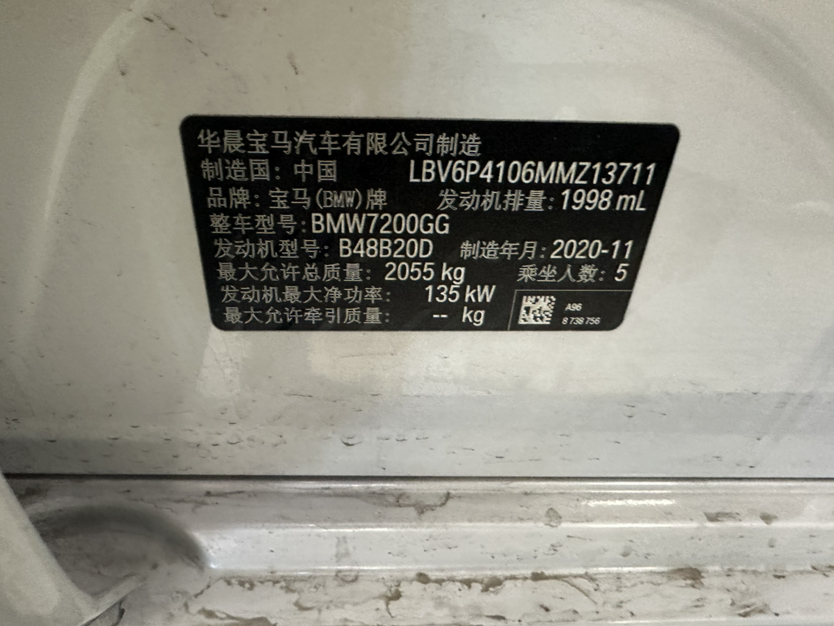 华晨宝马汽车有限公司制造
制造国：中国 LBV6P4106MMZ13711
品牌：宝马(BMW)牌 发动机排量：1998 mL
整车型号：BMW7200GG
发动机型号：B48B20D 制造年月：2020-11
最大允许总质量：2055 kg 乘坐人数：5
发动机最大净功率：135 kW
最大允许牵引质量：-- kg
A96
8 738 756